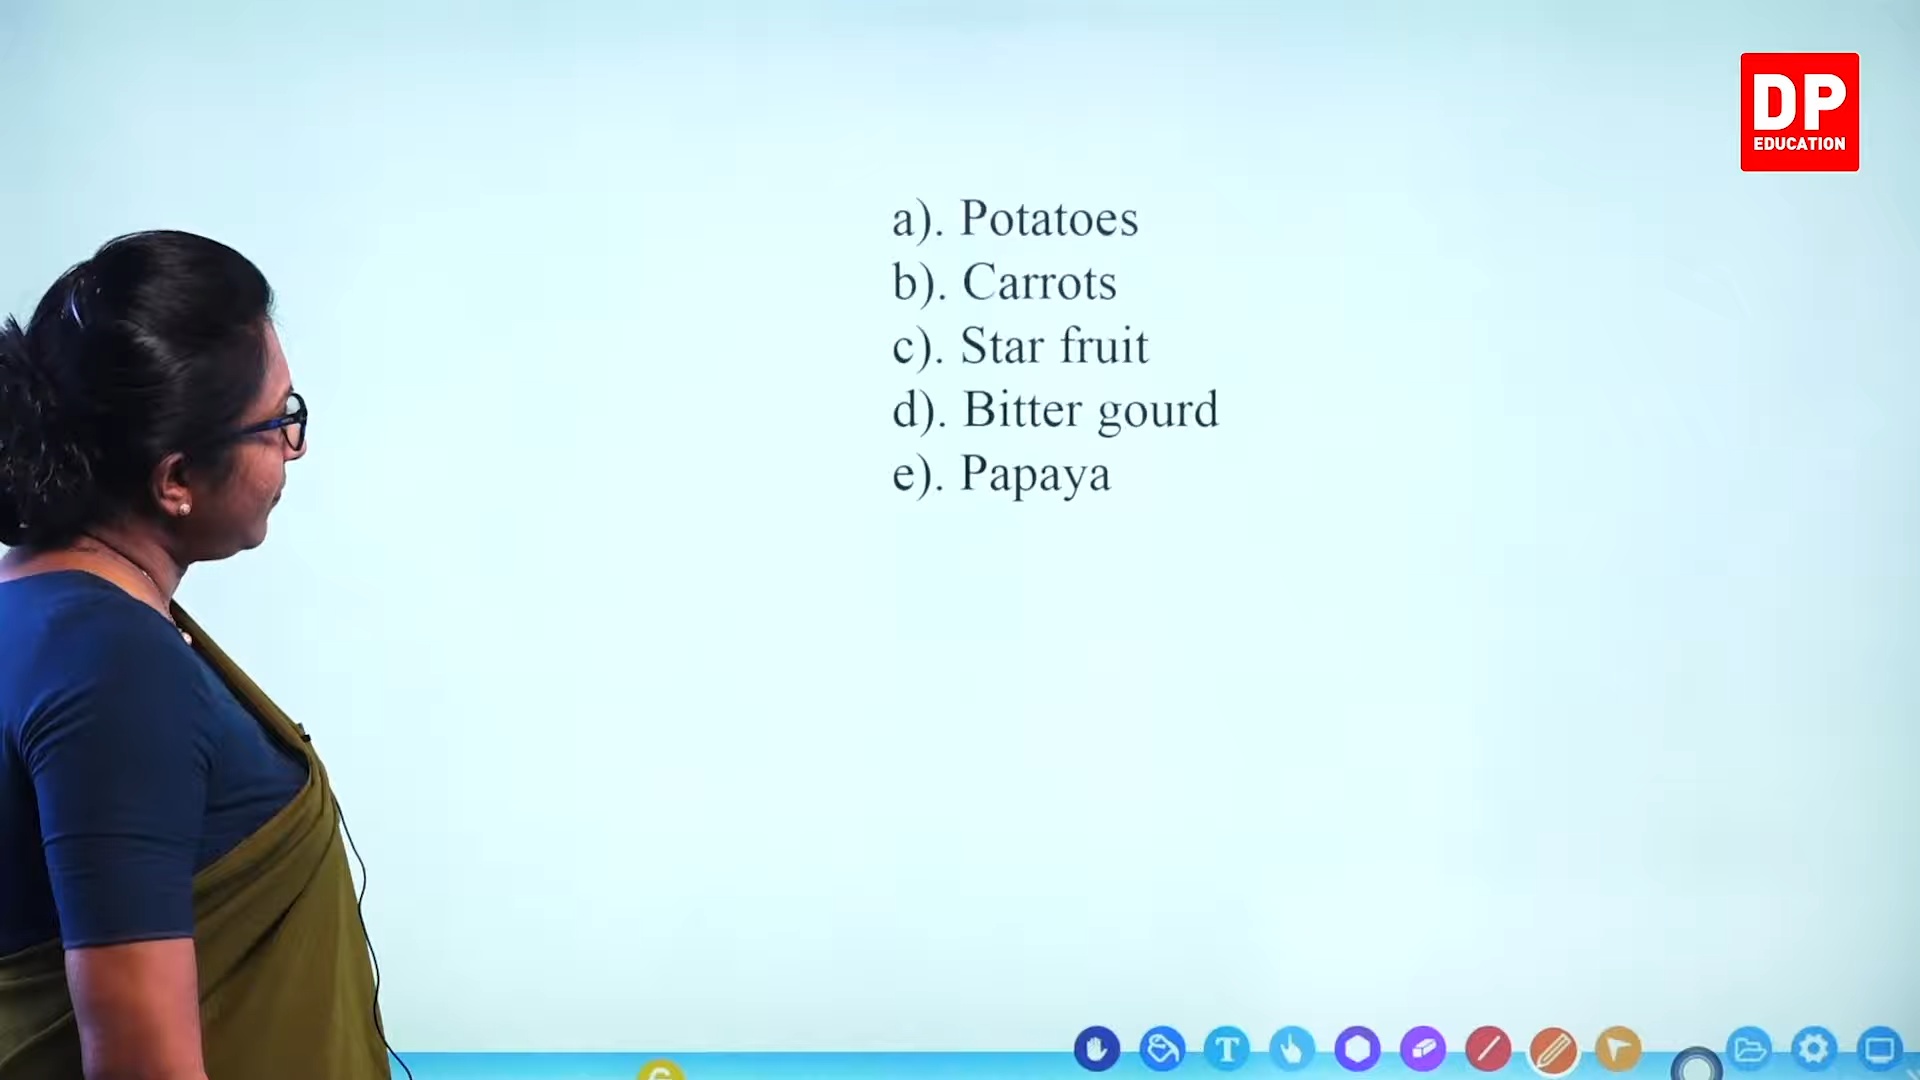 DP
EDUCATION
a). Potatoes
b). Carrots
c). Star fruit
d). Bitter gourd
e). Papaya
T